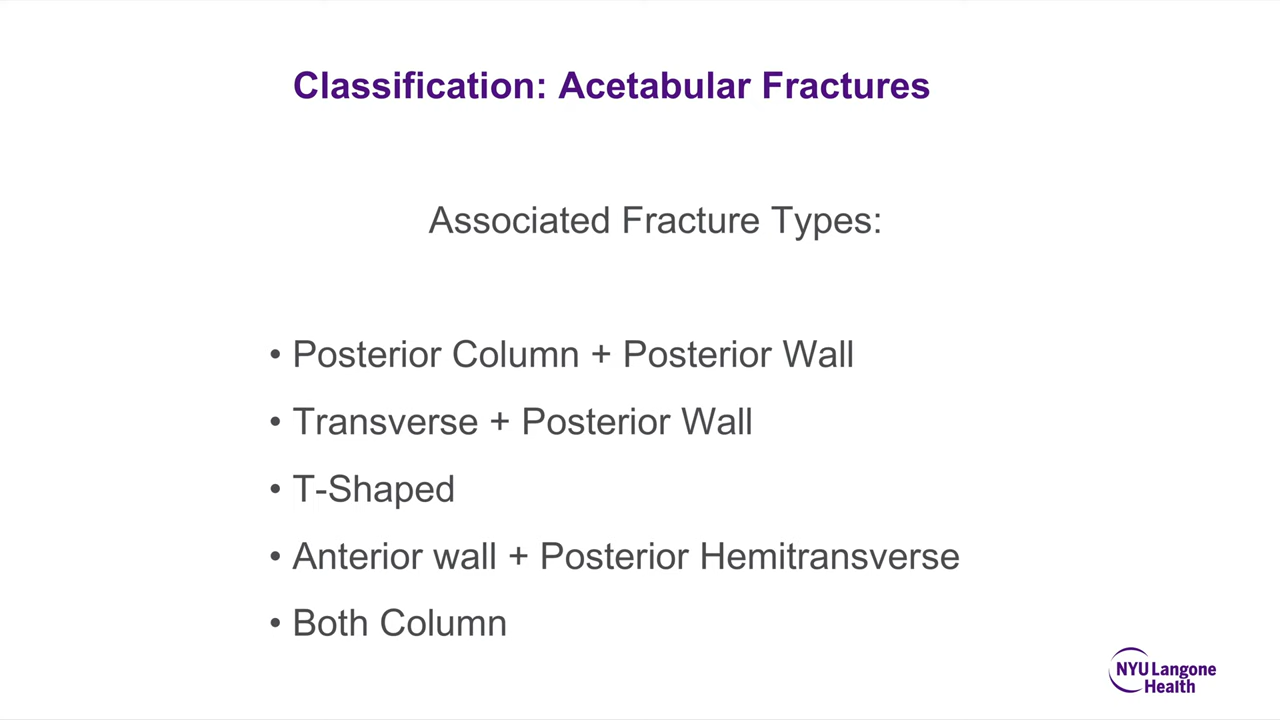 Classification: Acetabular Fractures
Associated Fracture Types:
• Posterior Column + Posterior Wall
• Transverse + Posterior Wall
• T-Shaped
• Anterior wall + Posterior Hemitransverse
• Both Column
NYU Langone
Health